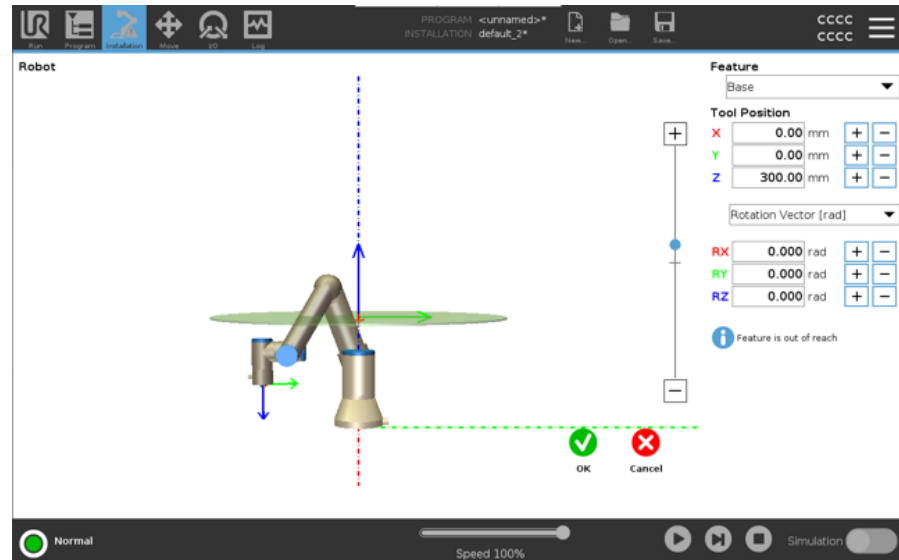 UR
PROGRAM <unnamed>*
INSTALLATION default_2*
Run Program Installation Move I/O Log
New... Open... Save...
cccc
cccc
Robot
Feature
Base
Tool Position
X 0.00 mm + −
Y 0.00 mm + −
Z 300.00 mm + −
Rotation Vector [rad]
RX 0.000 rad + −
RY 0.000 rad + −
RZ 0.000 rad + −
i Feature is out of reach
+
−
OK Cancel
Normal
Speed 100%
Simulation